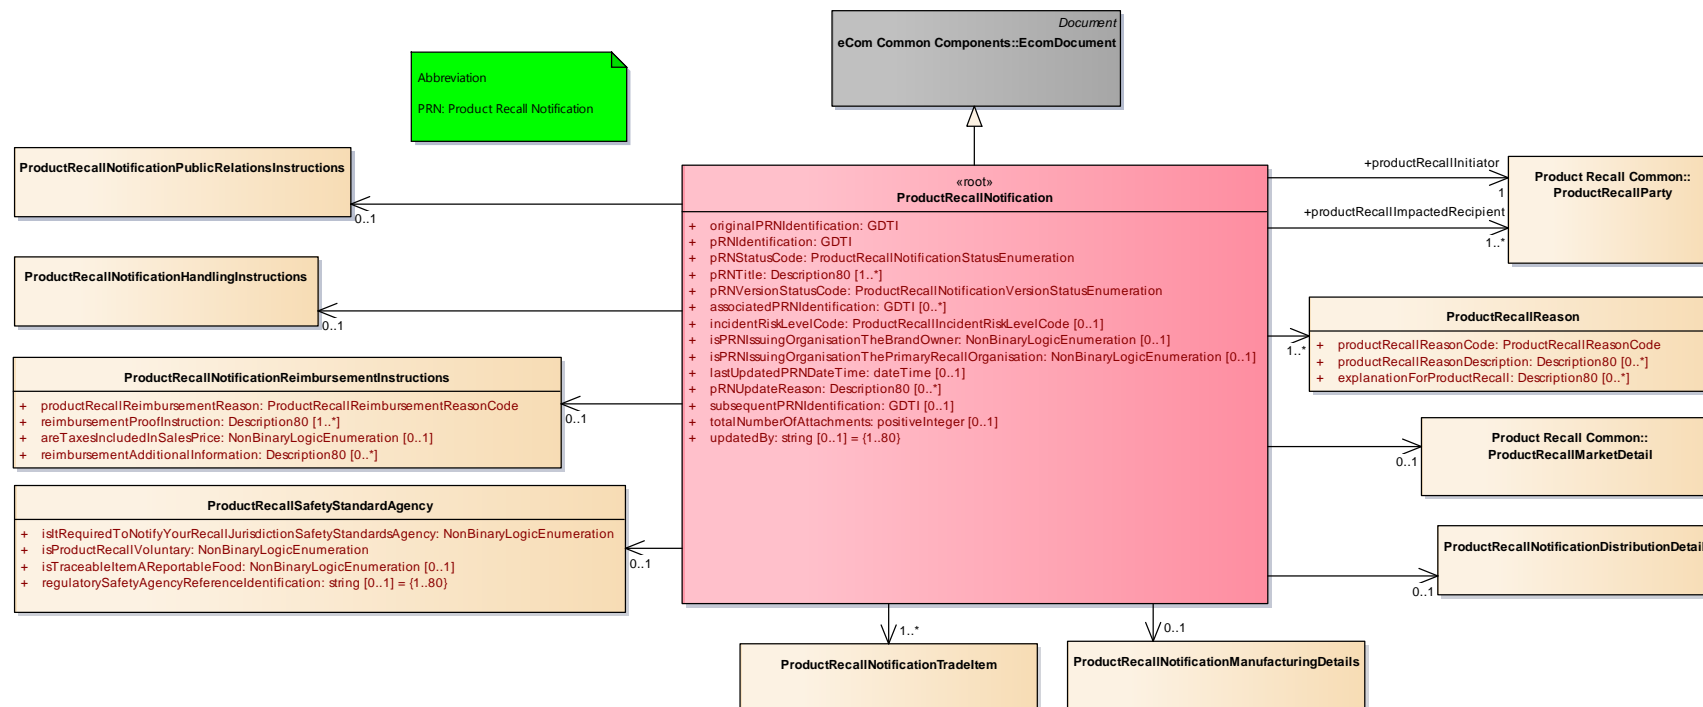 Document
eCom Common Components::EcomDocument
Abbreviation
PRN: Product Recall Notification
ProductRecallNotificationPublicRelationsInstructions
0..1
ProductRecallNotificationHandlingInstructions
0..1
ProductRecallNotificationReimbursementInstructions
+ productRecallReimbursementReason: ProductRecallReimbursementReasonCode
+ reimbursementProofInstruction: Description80 [1..*]
+ areTaxesIncludedInSalesPrice: NonBinaryLogicEnumeration [0..1]
+ reimbursementAdditionalInformation: Description80 [0..*]
0..1
ProductRecallSafetyStandardAgency
+ isItRequiredToNotifyYourRecallJurisdictionSafetyStandardsAgency: NonBinaryLogicEnumeration
+ isProductRecallVoluntary: NonBinaryLogicEnumeration
+ isTraceableItemAReportableFood: NonBinaryLogicEnumeration [0..1]
+ regulatorySafetyAgencyReferenceIdentification: string [0..1] = {1..80}
0..1
«root»
ProductRecallNotification
+ originalPRNIdentification: GDTI
+ pRNIdentification: GDTI
+ pRNStatusCode: ProductRecallNotificationStatusEnumeration
+ pRNTitle: Description80 [1..*]
+ pRNVersionStatusCode: ProductRecallNotificationVersionStatusEnumeration
+ associatedPRNIdentification: GDTI [0..*]
+ incidentRiskLevelCode: ProductRecallIncidentRiskLevelCode [0..1]
+ isPRNIssuingOrganisationTheBrandOwner: NonBinaryLogicEnumeration [0..1]
+ isPRNIssuingOrganisationThePrimaryRecallOrganisation: NonBinaryLogicEnumeration [0..1]
+ lastUpdatedPRNDateTime: dateTime [0..1]
+ pRNUpdateReason: Description80 [0..*]
+ subsequentPRNIdentification: GDTI [0..1]
+ totalNumberOfAttachments: positiveInteger [0..1]
+ updatedBy: string [0..1] = {1..80}
+productRecallInitiator
1
+productRecallImpactedRecipient
1..*
Product Recall Common::
ProductRecallParty
1..*
ProductRecallReason
+ productRecallReasonCode: ProductRecallReasonCode
+ productRecallReasonDescription: Description80 [0..*]
+ explanationForProductRecall: Description80 [0..*]
0..1
Product Recall Common::
ProductRecallMarketDetail
0..1
ProductRecallNotificationDistributionDetail
1..*
ProductRecallNotificationTradeItem
0..1
ProductRecallNotificationManufacturingDetails